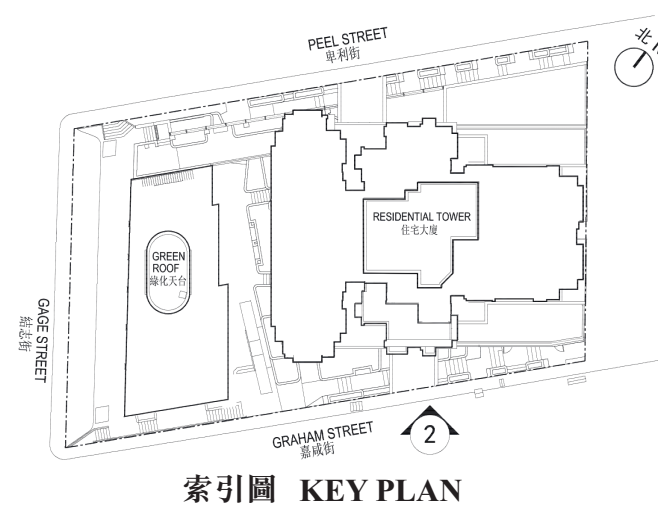 PEEL STREET
卑利街
北 N
RESIDENTIAL TOWER
住宅大廈
GREEN
ROOF
綠化天台
GAGE STREET
結志街
GRAHAM STREET
嘉咸街
2
索引圖 KEY PLAN